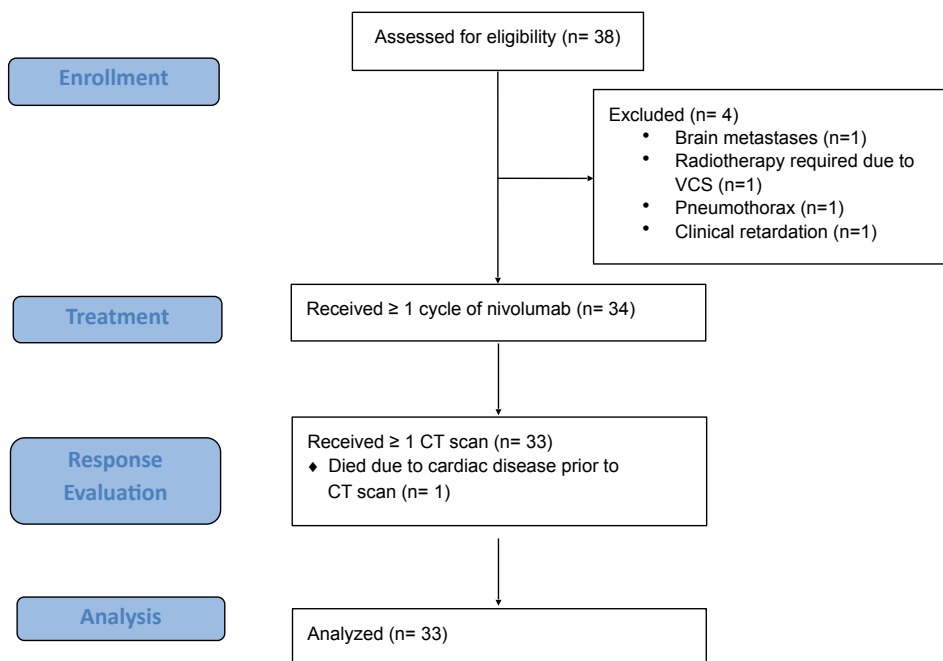 Assessed for eligibility (n= 38)
Enrollment
Excluded (n= 4)
• Brain metastases (n=1)
• Radiotherapy required due to
VCS (n=1)
• Pneumothorax (n=1)
• Clinical retardation (n=1)
Treatment
Received ≥ 1 cycle of nivolumab (n= 34)
Response
Evaluation
Received ≥ 1 CT scan (n= 33)
♦ Died due to cardiac disease prior to
CT scan (n= 1)
Analysis
Analyzed (n= 33)